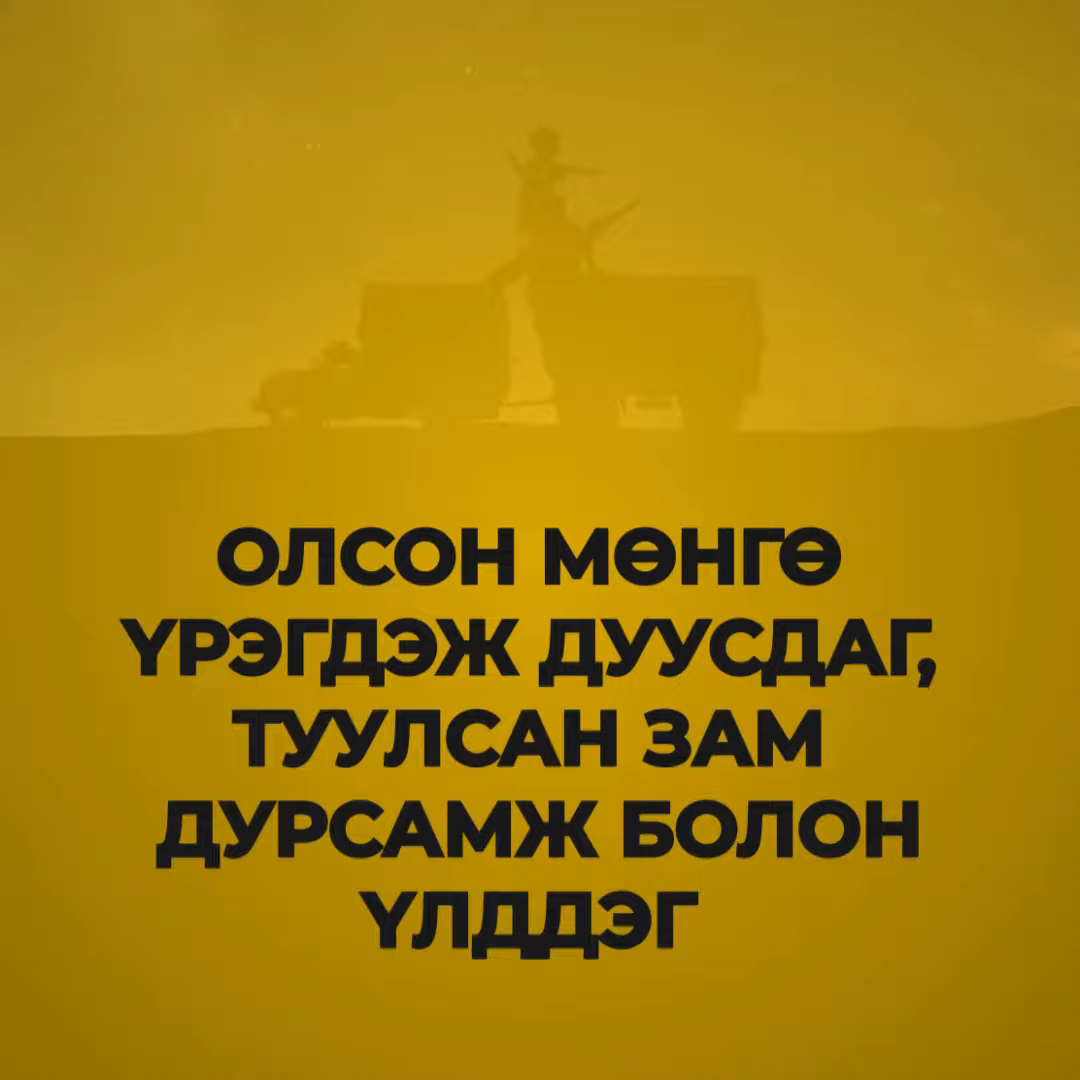 ОЛСОН МӨНГӨ
ҮРЭГДЭЖ ДУУСДАГ,
ТУУЛСАН ЗАМ
ДУРСАМЖ БОЛОН
ҮЛДДЭГ